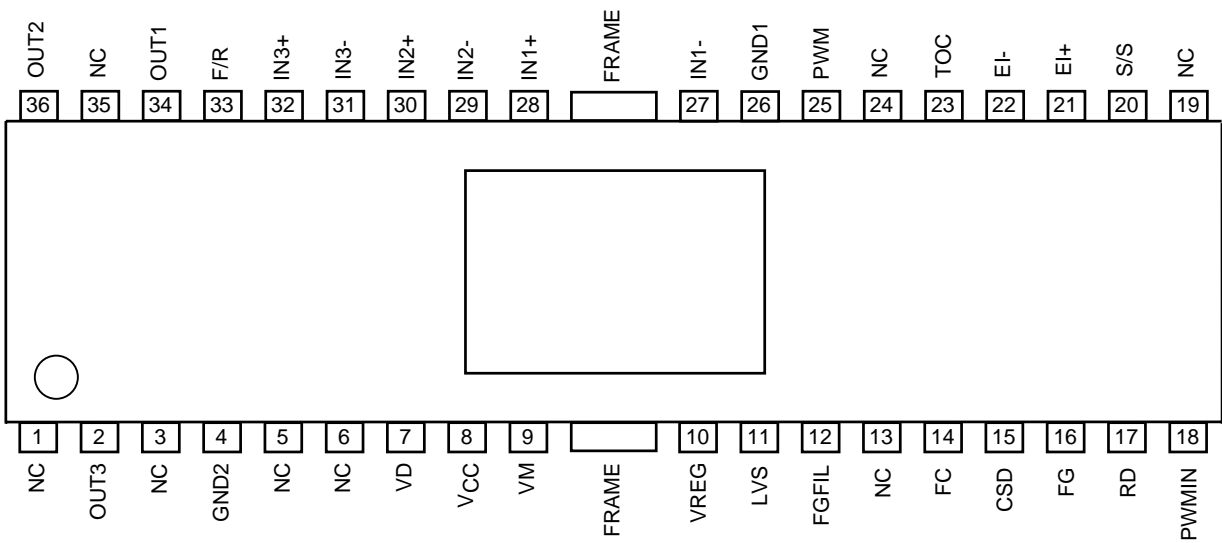 OUT2 NC OUT1 F/R IN3+ IN3- IN2+ IN2- IN1+ FRAME IN1- GND1 PWM NC TOC EI- EI+ S/S NC
36 35 34 33 32 31 30 29 28 27 26 25 24 23 22 21 20 19
1 2 3 4 5 6 7 8 9 10 11 12 13 14 15 16 17 18
NC OUT3 NC GND2 NC NC VD VCC VM FRAME VREG LVS FGFIL NC FC CSD FG RD PWMIN